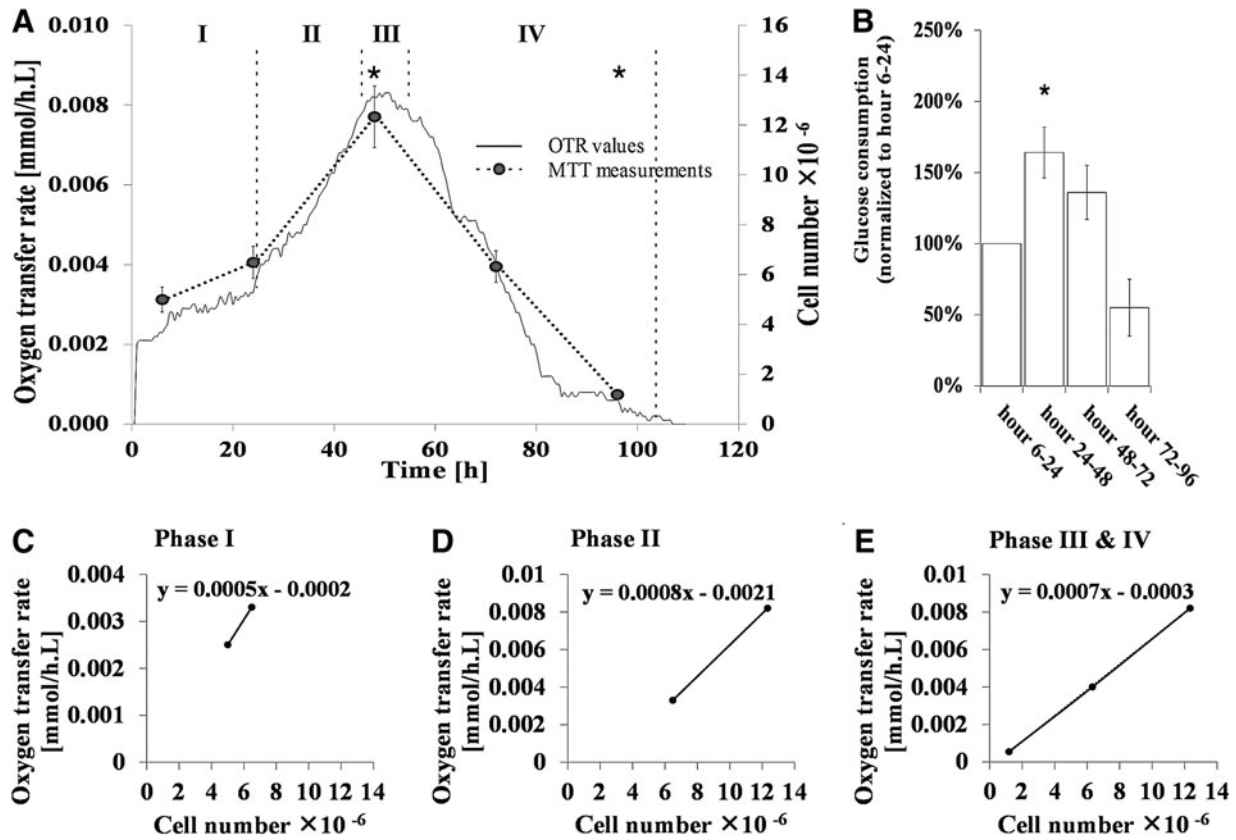 A
Oxygen transfer rate [mmol/h.L]
0.010
0.008
0.006
0.004
0.002
0.000
I II III IV
* *
OTR values
MTT measurements
16
14
12
10
8
6
4
2
0
Cell number ×10 -6
0 20 40 60 80 100 120
Time [h]
B
Glucose consumption
(normalized to hour 6-24)
250%
200%
150%
100%
50%
0%
*
hour 6-24
hour 24-48
hour 48-72
hour 72-96
C
Phase I
Oxygen transfer rate
[mmol/h.L]
0.004
0.003
0.002
0.001
0
y = 0.0005x - 0.0002
0 2 4 6 8 10 12 14
Cell number ×10 -6
D
Phase II
Oxygen transfer rate
[mmol/h.L]
0.01
0.008
0.006
0.004
0.002
0
y = 0.0008x - 0.0021
0 2 4 6 8 10 12 14
Cell number ×10 -6
E
Phase III & IV
Oxygen transfer rate
[mmol/h.L]
0.01
0.008
0.006
0.004
0.002
0
y = 0.0007x - 0.0003
0 2 4 6 8 10 12 14
Cell number ×10 -6